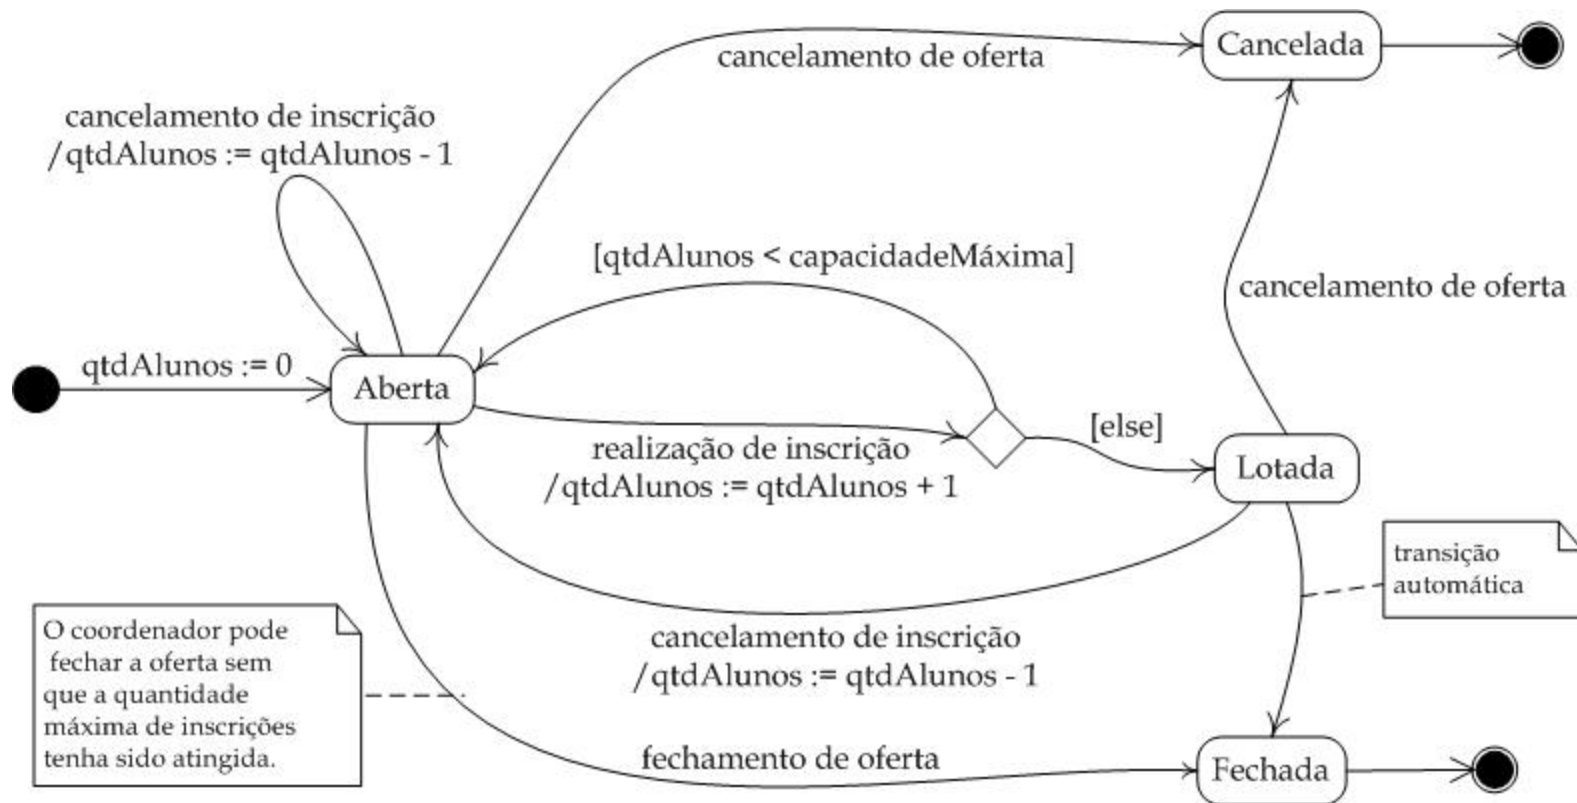 Cancelada
cancelamento de oferta
cancelamento de inscrição
/qtdAlunos := qtdAlunos - 1
[qtdAlunos < capacidadeMáxima]
cancelamento de oferta
qtdAlunos := 0
Aberta
[else]
realização de inscrição
/qtdAlunos := qtdAlunos + 1
Lotada
transição
automática
O coordenador pode
fechar a oferta sem
que a quantidade
máxima de inscrições
tenha sido atingida.
cancelamento de inscrição
/qtdAlunos := qtdAlunos - 1
fechamento de oferta
Fechada